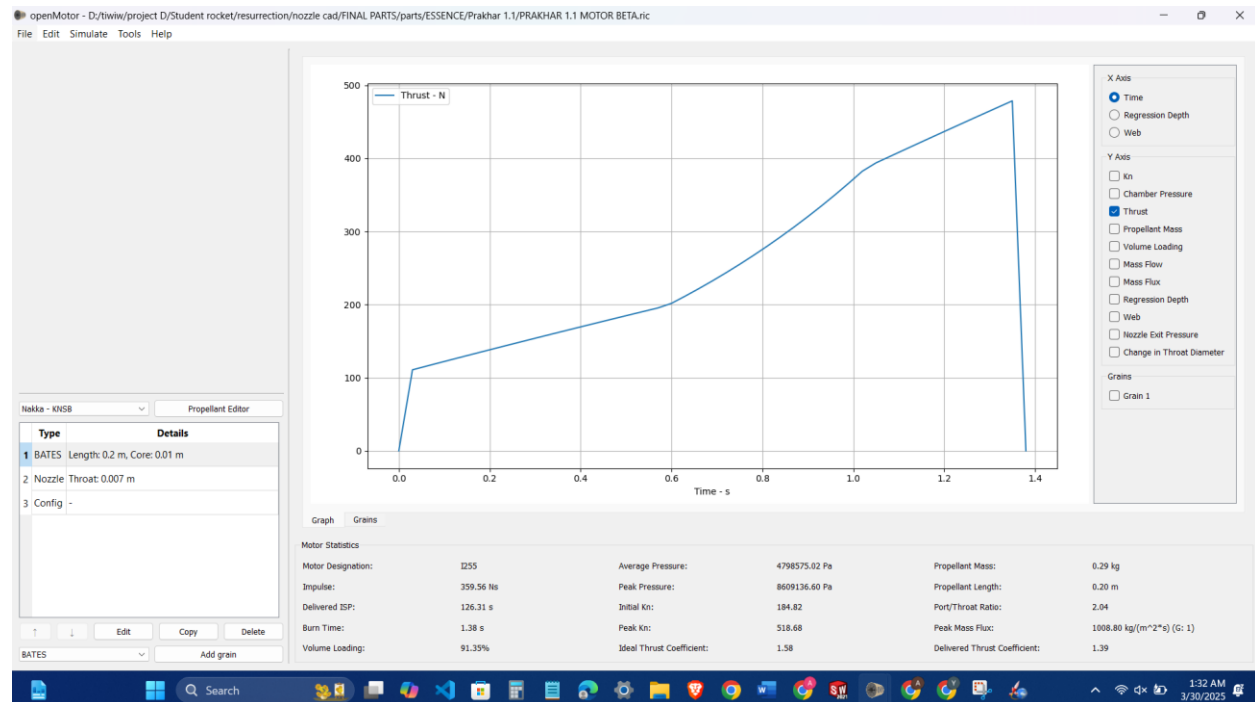 openMotor - D:/tiwiw/project D/Student rocket/resurrection/nozzle cad/FINAL PARTS/parts/ESSENCE/Prakhar 1.1/PRAKHAR 1.1 MOTOR BETA.ric
File Edit Simulate Tools Help
Nakka - KNSB
Propellant Editor
Type Details
1 BATES Length: 0.2 m, Core: 0.01 m
2 Nozzle Throat: 0.007 m
3 Config -
↑ ↓ Edit Copy Delete
BATES Add grain
Thrust - N
500
400
300
200
100
0
0.0 0.2 0.4 0.6 0.8 1.0 1.2 1.4
Time - s
X Axis
Time
Regression Depth
Web
Y Axis
Kn
Chamber Pressure
Thrust
Propellant Mass
Volume Loading
Mass Flow
Mass Flux
Regression Depth
Web
Nozzle Exit Pressure
Change in Throat Diameter
Grains
Grain 1
Graph Grains
Motor Statistics
Motor Designation: I255 Average Pressure: 4798575.02 Pa Propellant Mass: 0.29 kg
Impulse: 359.56 Ns Peak Pressure: 8609136.60 Pa Propellant Length: 0.20 m
Delivered ISP: 126.31 s Initial Kn: 184.82 Port/Throat Ratio: 2.04
Burn Time: 1.38 s Peak Kn: 518.68 Peak Mass Flux: 1008.80 kg/(m^2*s) (G: 1)
Volume Loading: 91.35% Ideal Thrust Coefficient: 1.58 Delivered Thrust Coefficient: 1.39
Search
1:32 AM
3/30/2025